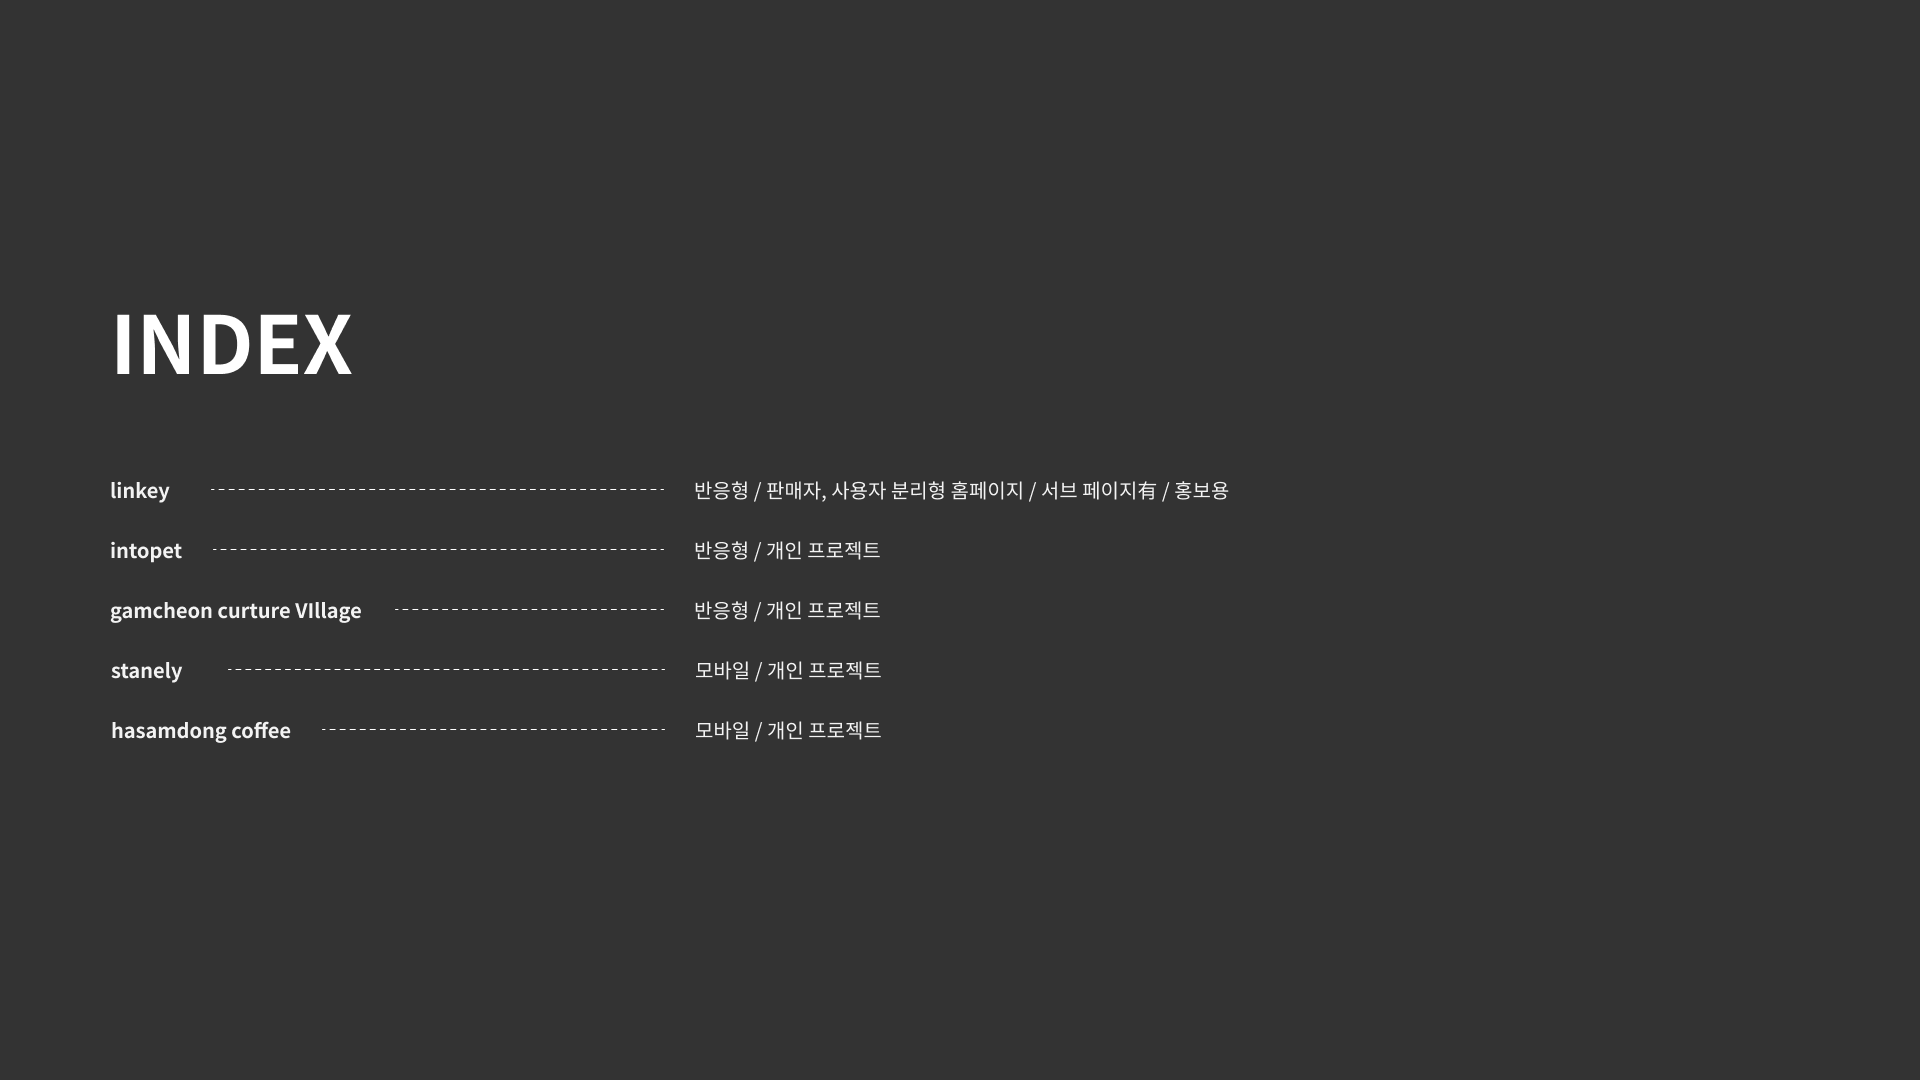 INDEX
linkey 반응형 / 판매자, 사용자 분리형 홈페이지 / 서브 페이지有 / 홍보용
intopet 반응형 / 개인 프로젝트
gamcheon curture VIllage 반응형 / 개인 프로젝트
stanely 모바일 / 개인 프로젝트
hasamdong coffee 모바일 / 개인 프로젝트